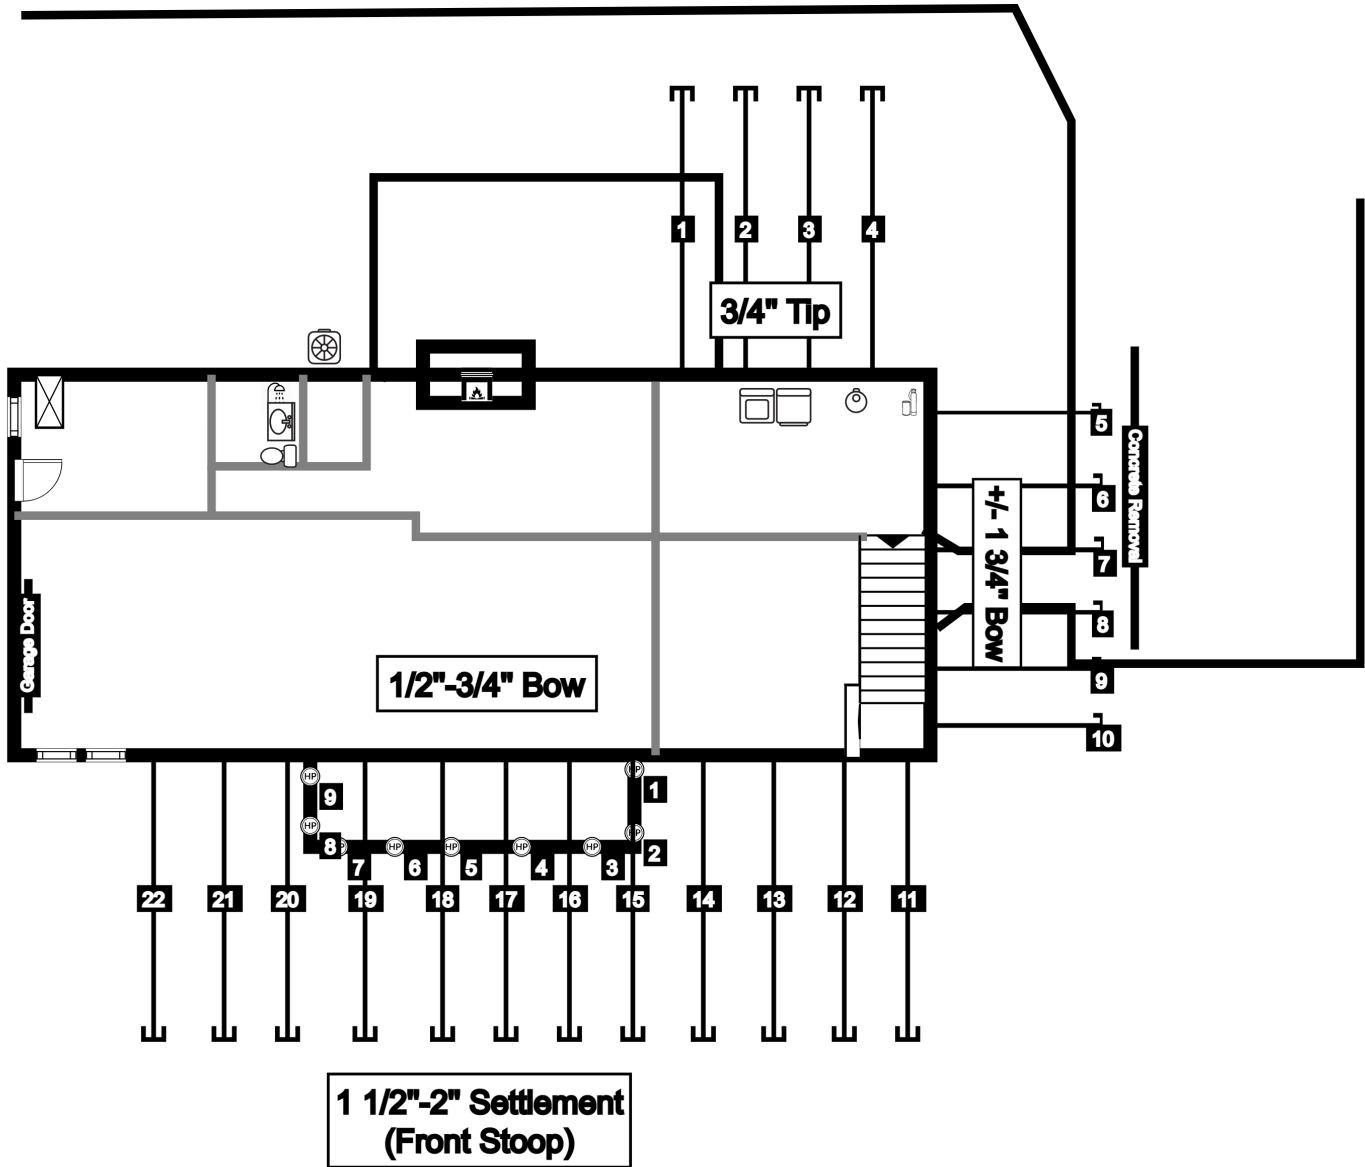 1
2
3
4
3/4" Tip
5
6
7
8
9
10
Concrete Removal
+/- 1 3/4" Bow
Garage Door
1/2"-3/4" Bow
HP
HP
9
1
HP
HP
8
HP
HP
HP
HP
HP
2
7
6
5
4
3
22
21
20
19
18
17
16
15
14
13
12
11
1 1/2"-2" Settlement
(Front Stoop)